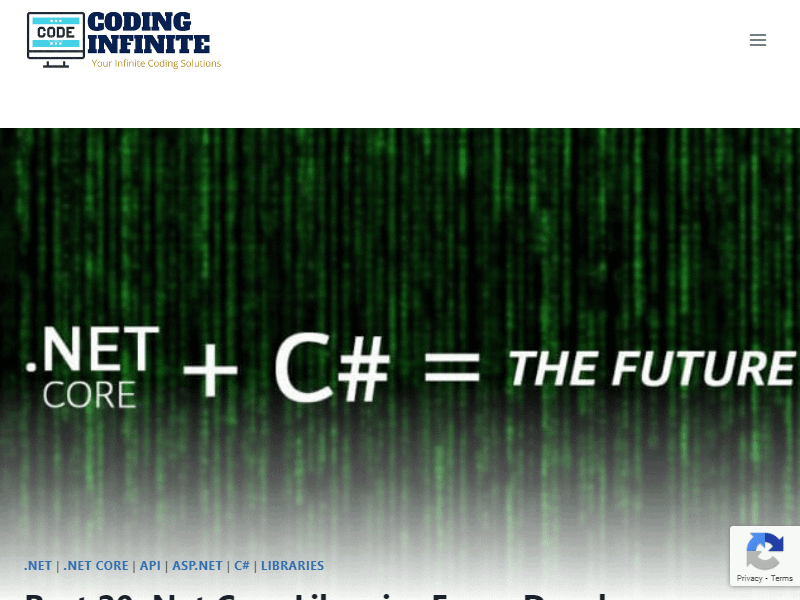 CODE
CODING
INFINITE
Your Infinite Coding Solutions
.NET
CORE
+ C# = THE FUTURE
.NET | .NET CORE | API | ASP.NET | C# | LIBRARIES
Privacy - Terms